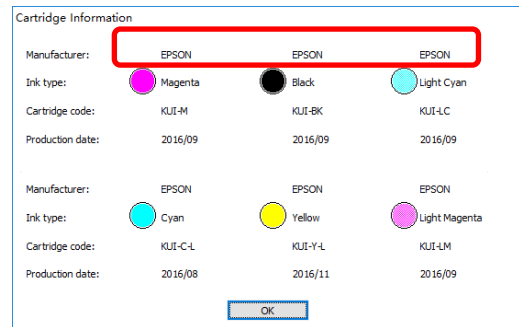 Cartridge Information
Manufacturer: EPSON EPSON EPSON
Ink type: Magenta Black Light Cyan
Cartridge code: KUI-M KUI-BK KUI-LC
Production date: 2016/09 2016/09 2016/09
Manufacturer: EPSON EPSON EPSON
Ink type: Cyan Yellow Light Magenta
Cartridge code: KUI-C-L KUI-Y-L KUI-LM
Production date: 2016/08 2016/11 2016/09
OK